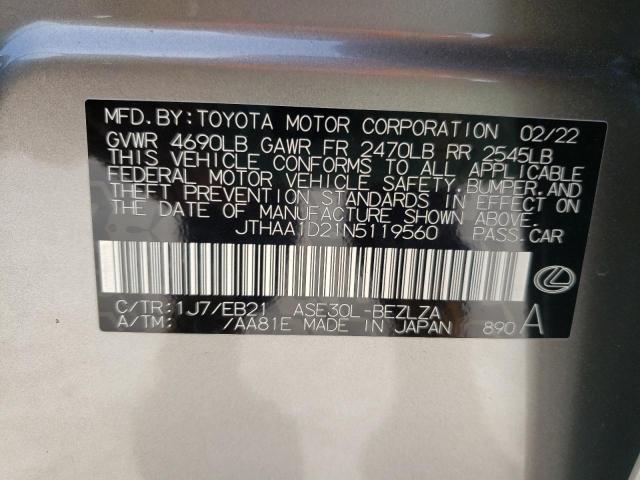 MFD.BY:TOYOTA MOTOR CORPORATION 02/22
GVWR 4690LB GAWR FR 2470LB RR 2545LB
THIS VEHICLE CONFORMS TO ALL APPLICABLE
FEDERAL MOTOR VEHICLE SAFETY,BUMPER,AND
THEFT PREVENTION STANDARDS IN EFFECT ON
THE DATE OF MANUFACTURE SHOWN ABOVE.
JTHAA1D21N5119560 PASS.CAR
C/TR:1J7/EB21 ASE30L-BEZLZA
A/TM: /AA81E MADE IN JAPAN 890 A